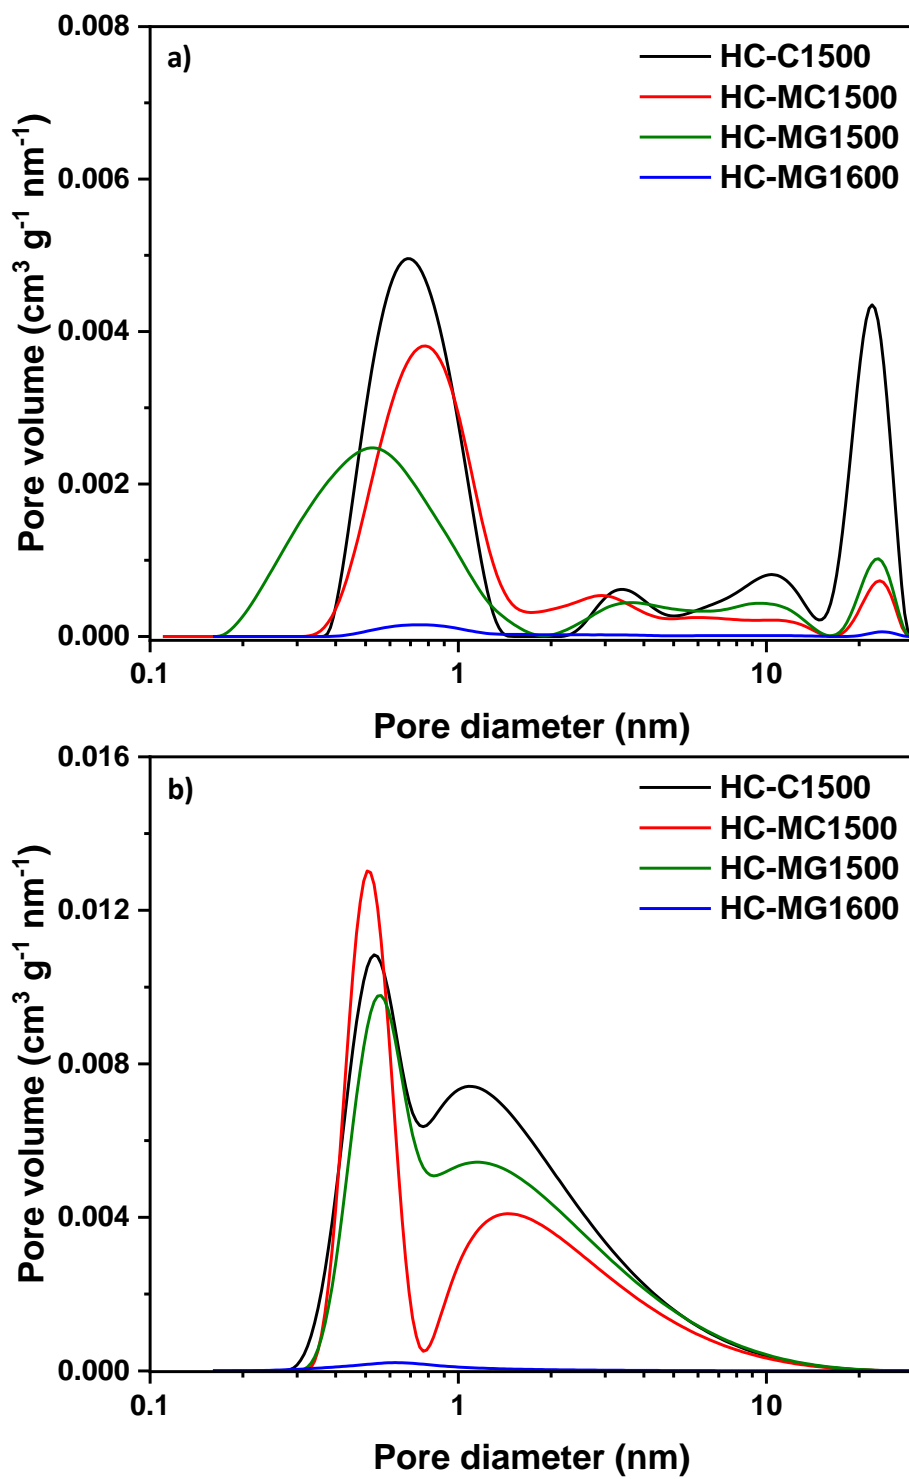 a)
HC-C1500
HC-MC1500
HC-MG1500
HC-MG1600
0.008
0.006
0.004
0.002
0.000
Pore volume (cm³ g⁻¹ nm⁻¹)
0.1 1 10
Pore diameter (nm)
b)
HC-C1500
HC-MC1500
HC-MG1500
HC-MG1600
0.016
0.012
0.008
0.004
0.000
Pore volume (cm³ g⁻¹ nm⁻¹)
0.1 1 10
Pore diameter (nm)